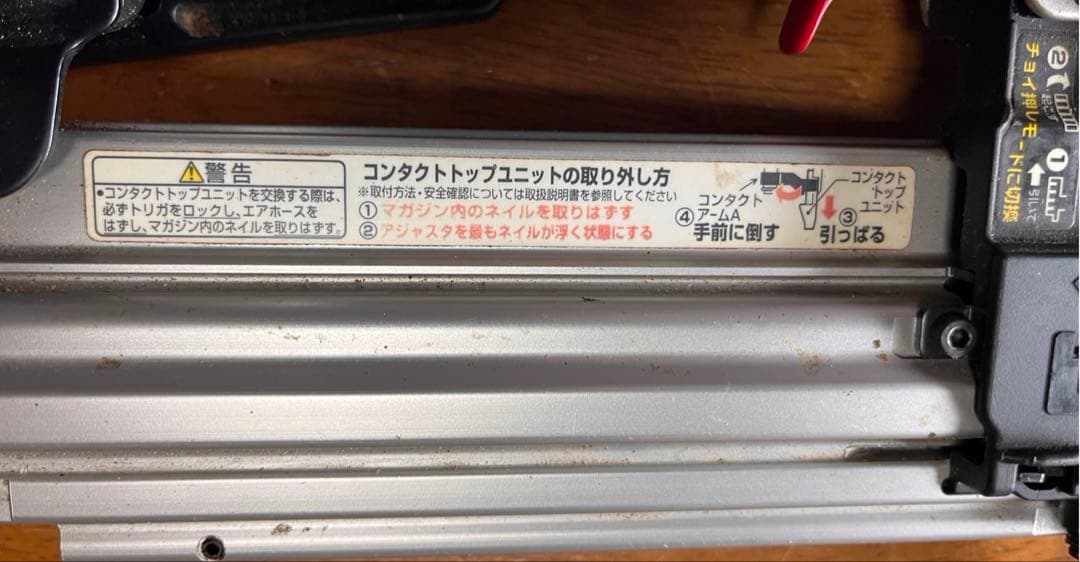 警告
•コンタクトトップユニットを交換する際は、
必ずトリガをロックし、エアホースを
はずし、マガジン内のネイルを取りはずす。
コンタクトトップユニットの取り外し方
※取付方法・安全確認については取扱説明書を参照してください
① マガジン内のネイルを取りはずす
② アジャスタを最もネイルが浮く状態にする
コンタクト
アームA
④ 手前に倒す
コンタクト
トップ
ユニット
③
引っぱる
② 起こす
チョイ押しモードに切換
①